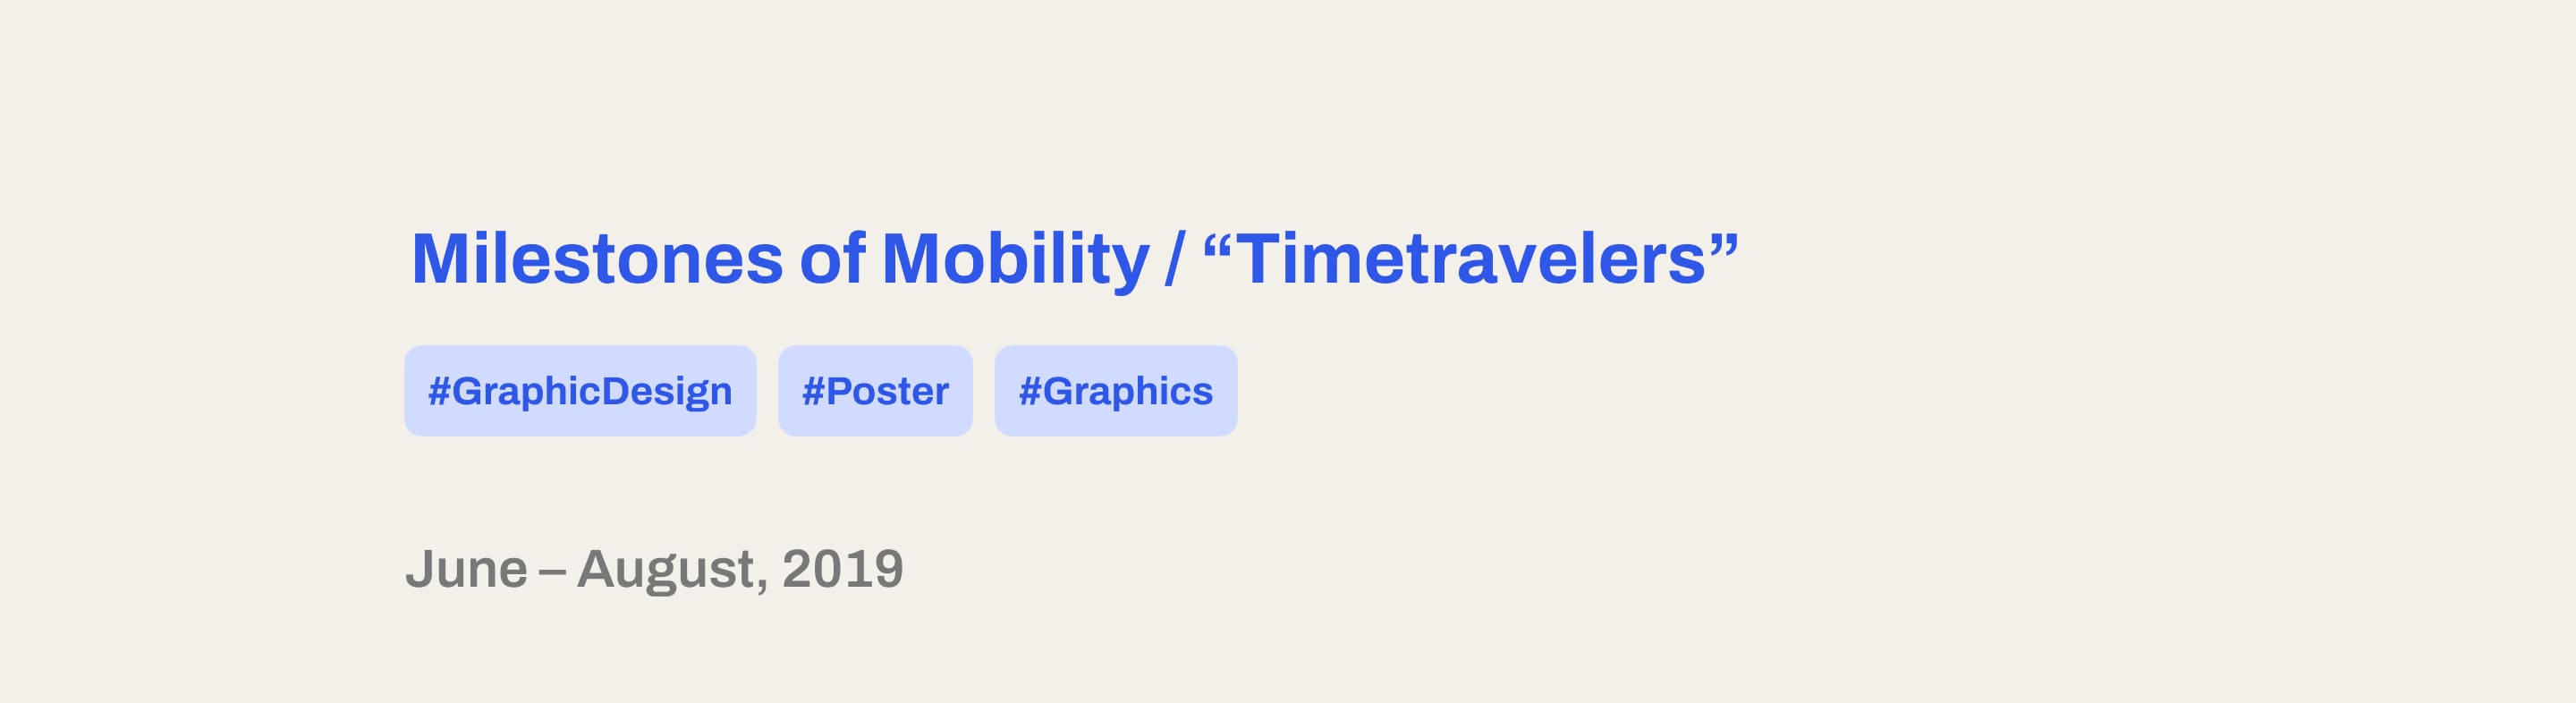 Milestones of Mobility / “Timetravelers”
#GraphicDesign #Poster #Graphics
June – August, 2019